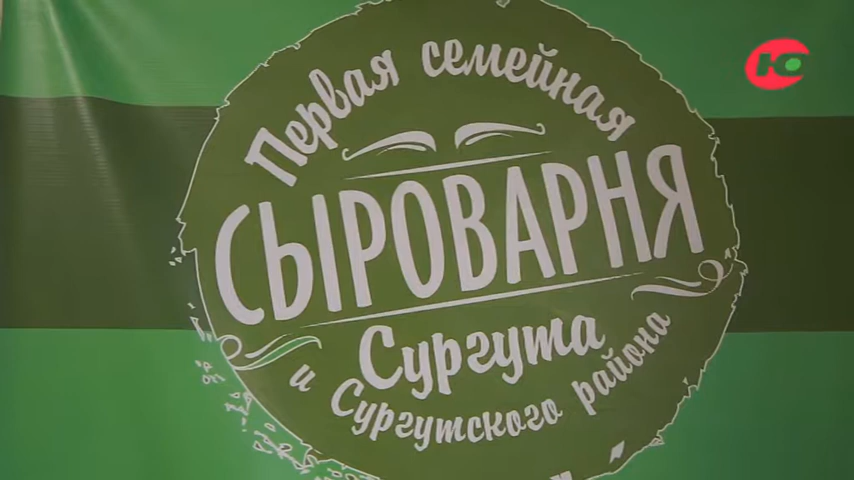 Ю
Первая семейная
СЫРОВАРНЯ
Сургута
и Сургутского района